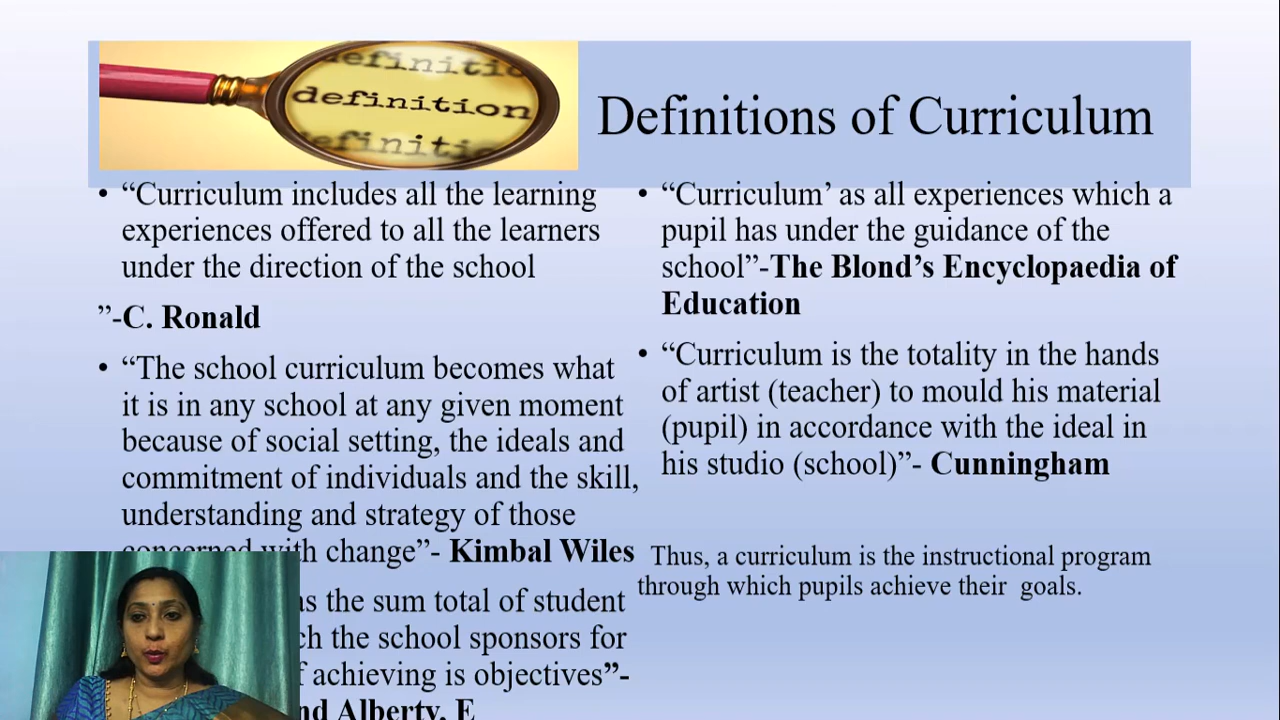 efinitio
definition
efinitic
Definitions of Curriculum
• “Curriculum includes all the learning
experiences offered to all the learners
under the direction of the school
”-C. Ronald
• “The school curriculum becomes what
it is in any school at any given moment
because of social setting, the ideals and
commitment of individuals and the skill,
understanding and strategy of those
concerned with change”- Kimbal Wiles
as the sum total of student
the school sponsors for
achieving is objectives”-
Alberty, E
• “Curriculum’ as all experiences which a
pupil has under the guidance of the
school”-The Blond’s Encyclopaedia of
Education
• “Curriculum is the totality in the hands
of artist (teacher) to mould his material
(pupil) in accordance with the ideal in
his studio (school)”- Cunningham
Thus, a curriculum is the instructional program
through which pupils achieve their goals.